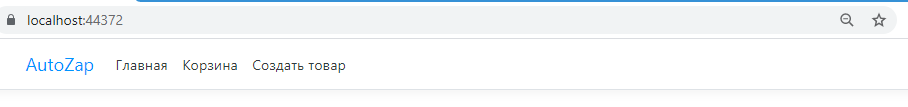 localhost:44372
AutoZap Главная Корзина Создать товар